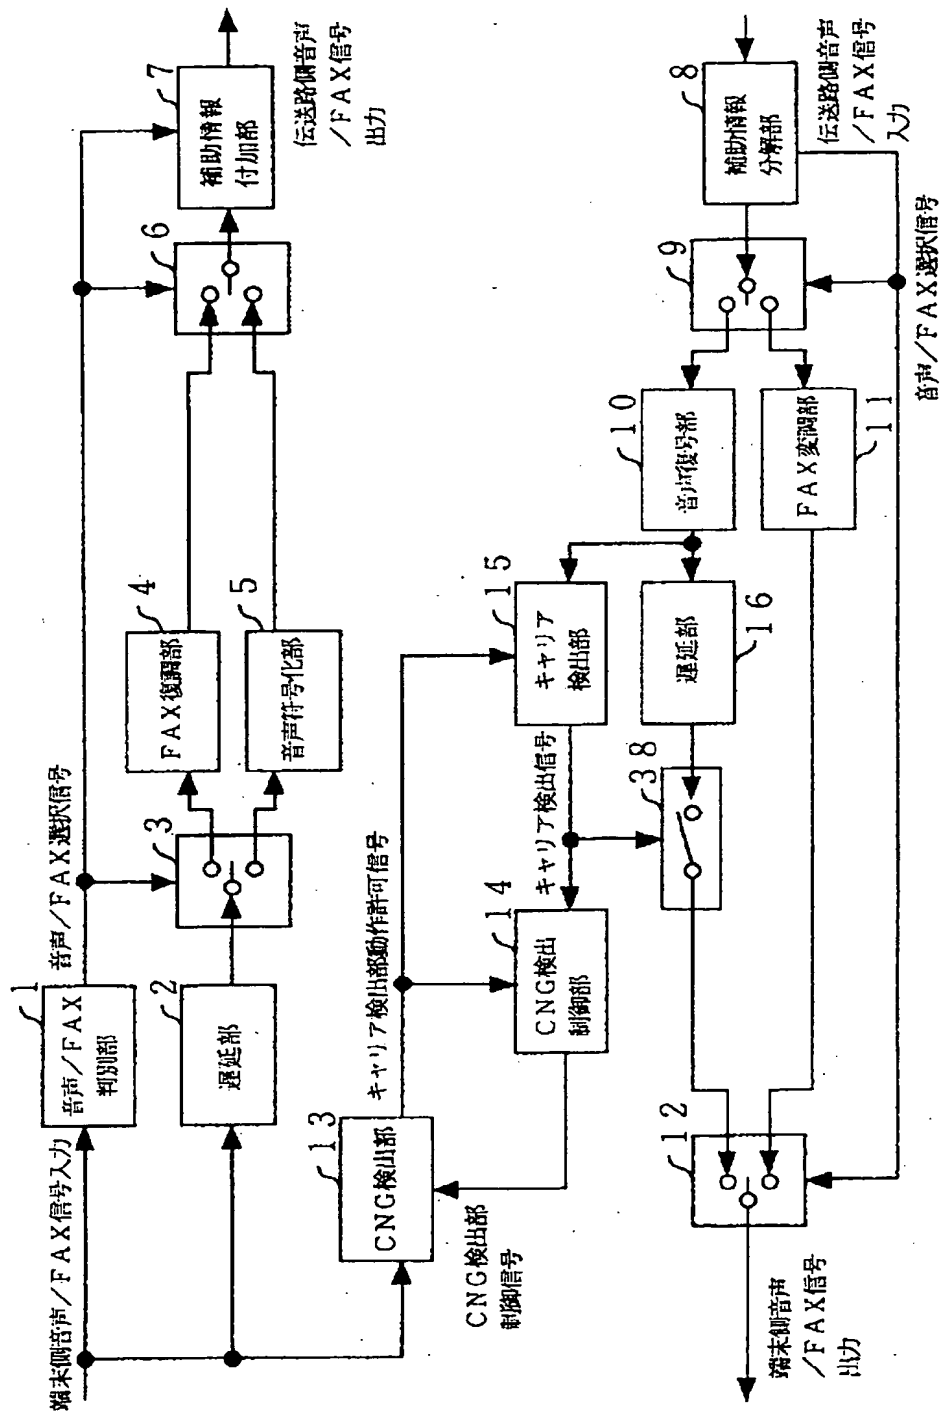 端末側音声/FAX信号入力
1
音声/FAX
判別部
音声/FAX選択信号
2
遅延部
3
4
FAX復調部
5
音声符号化部
6
7
補助情報
付加部
伝送路側音声
/FAX信号
出力
13
CNG検出部
キャリア検出部動作許可信号
CNG検出部
制御信号
14
CNG検出
制御部
キャリア検出信号
15
キャリア
検出部
8
補助情報
分解部
伝送路側音声
/FAX信号
入力
9
10
音声復号部
11
FAX変調部
16
遅延部
38
12
音声/FAX選択信号
端末側音声
/FAX信号
出力